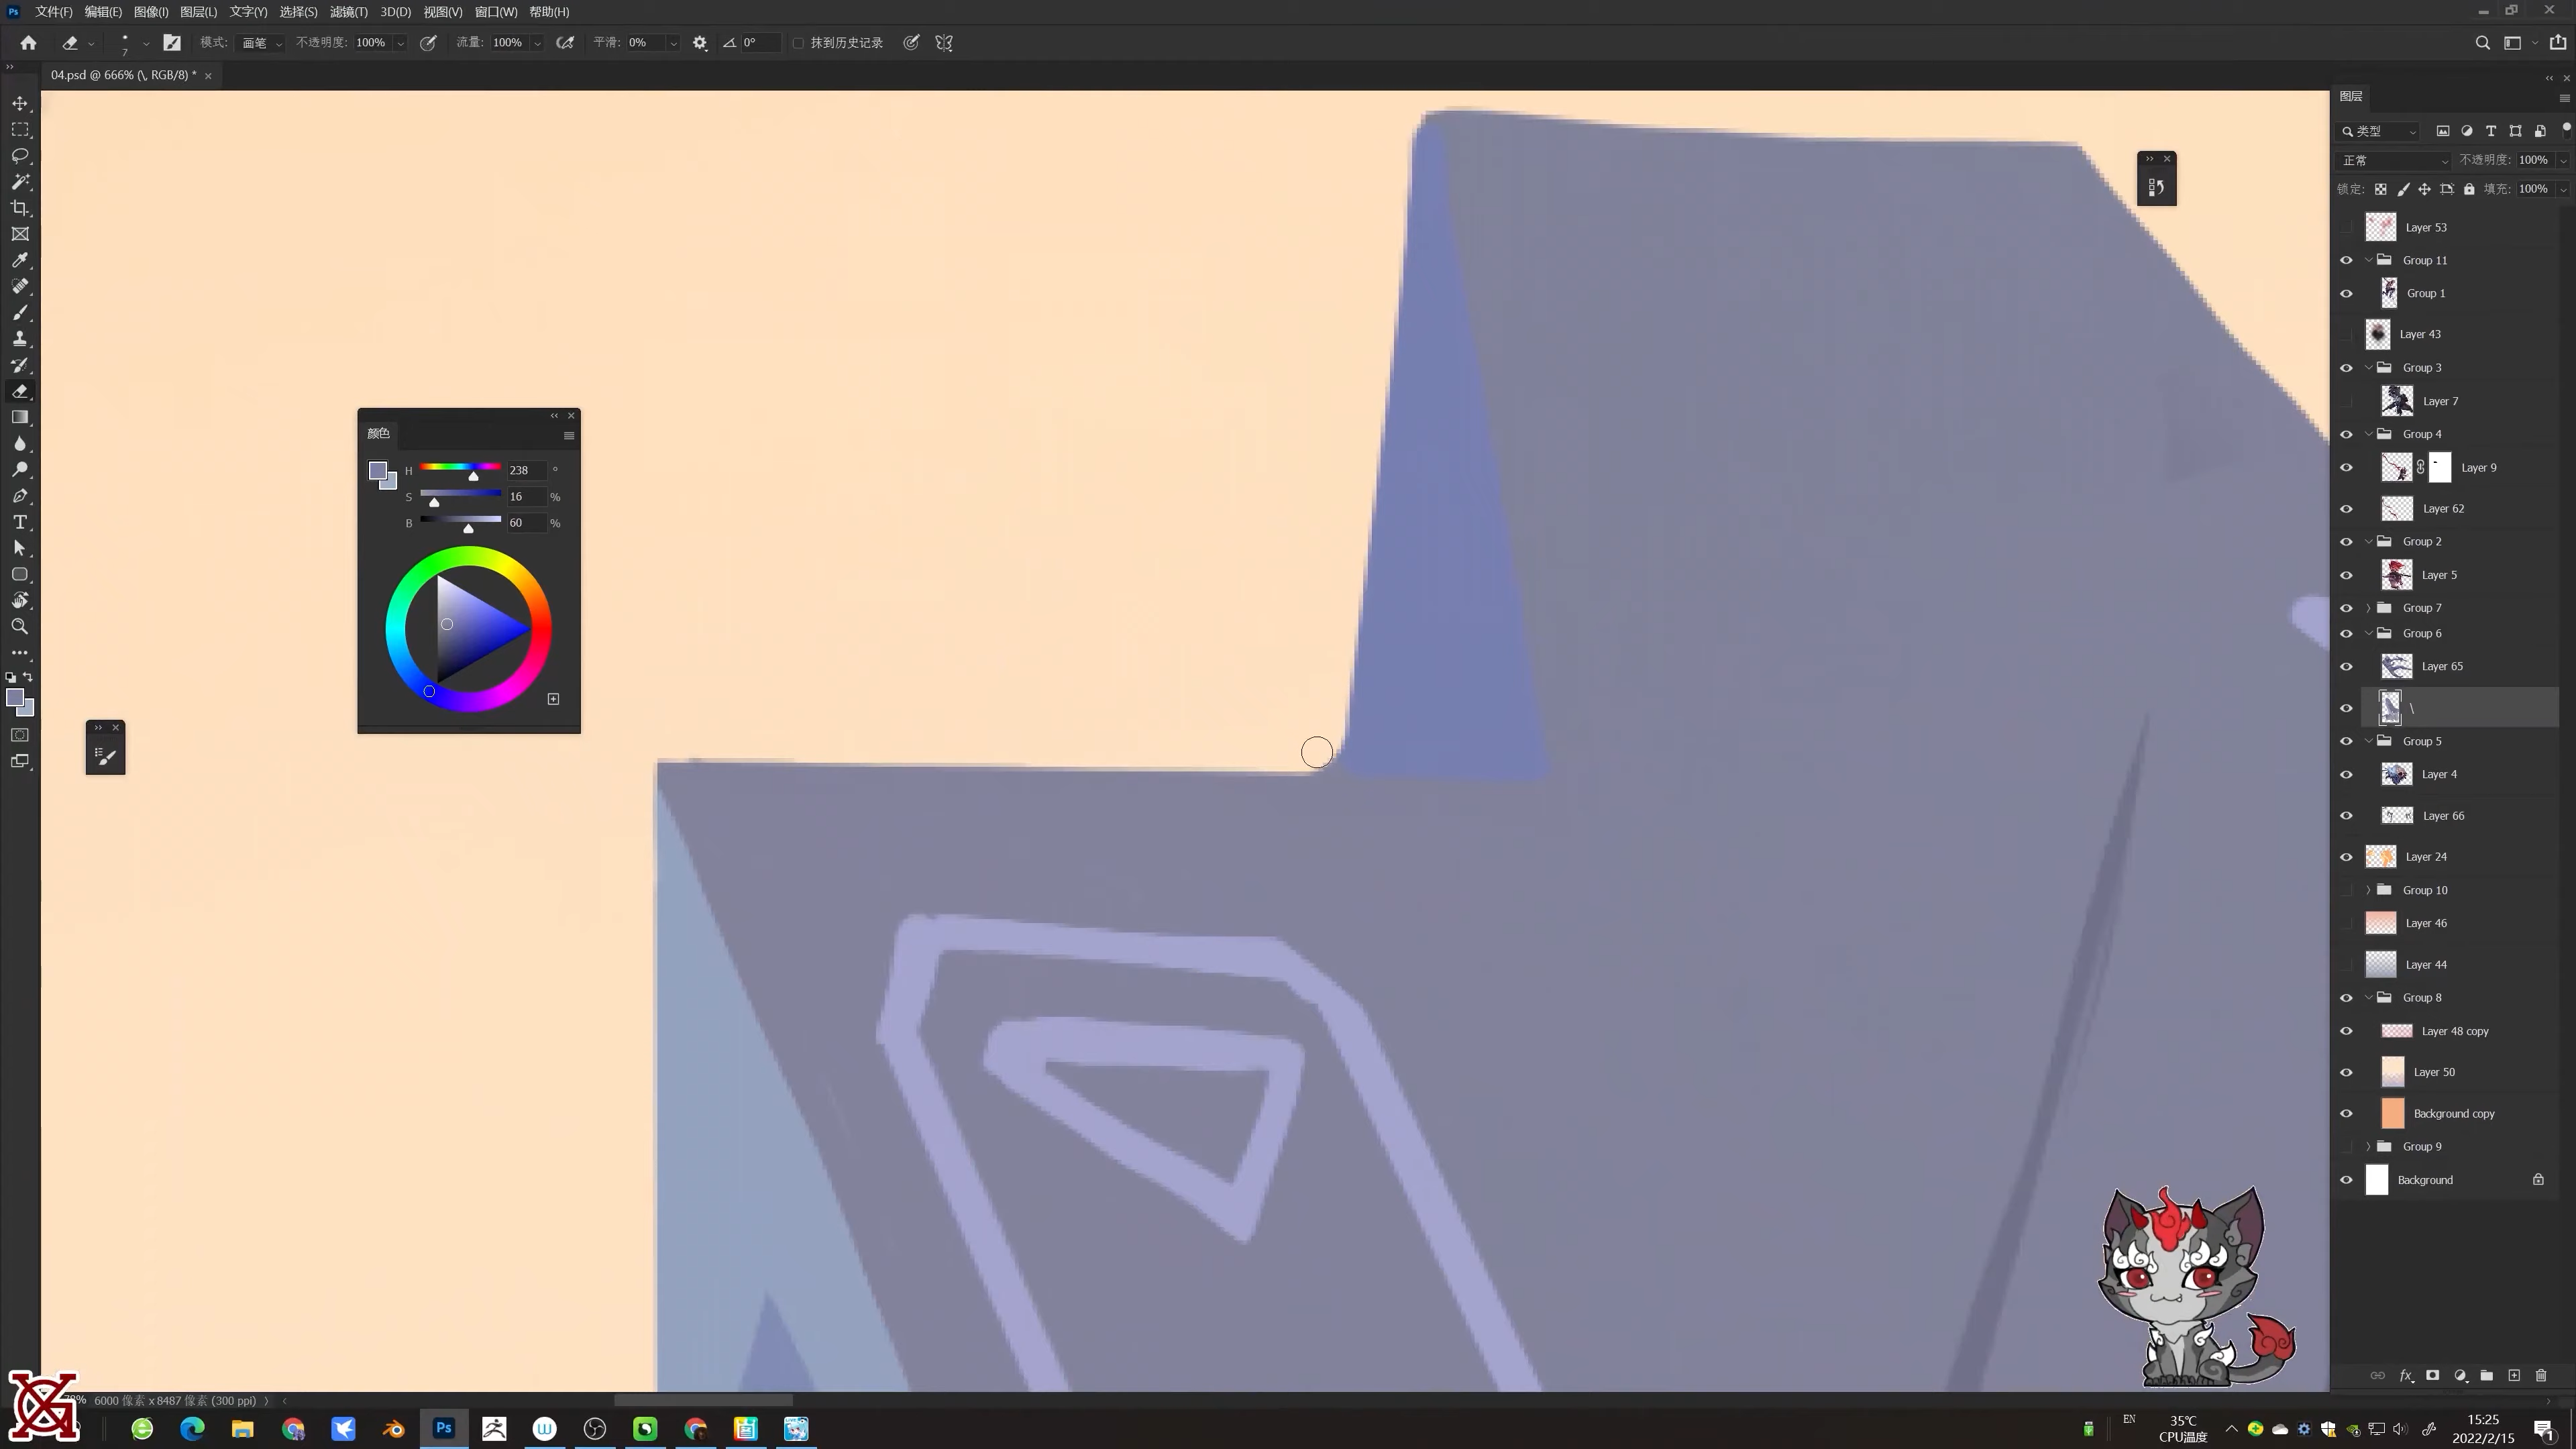 Ps 文件(F) 编辑(E) 图像(I) 图层(L) 文字(Y) 选择(S) 滤镜(T) 3D(D) 视图(V) 窗口(W) 帮助(H)
7 模式: 画笔 不透明度: 100% 流量: 100% 平滑: 0% 0° 抹到历史记录
04.psd @ 666% (\, RGB/8) *
图层
类型
正常 不透明度: 100%
锁定: 填充: 100%
Layer 53
Group 11
Group 1
Layer 43
Group 3
Layer 7
Group 4
Layer 9
Layer 62
Group 2
Layer 5
Group 7
Group 6
Layer 65
\
Group 5
Layer 4
Layer 66
Layer 24
Group 10
Layer 46
Layer 44
Group 8
Layer 48 copy
Layer 50
Background copy
Group 9
Background
颜色
H 238 °
S 16 %
B 60 %
6000 像素 x 8487 像素 (300 ppi)
Ps
EN
35℃
CPU温度
15:25
2022/2/15
1